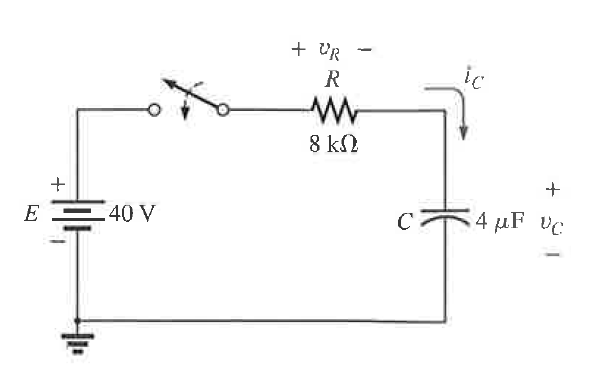 + v_R −
R
i_C
8 kΩ
+
E
40 V
−
C
4 μF
+
v_C
−